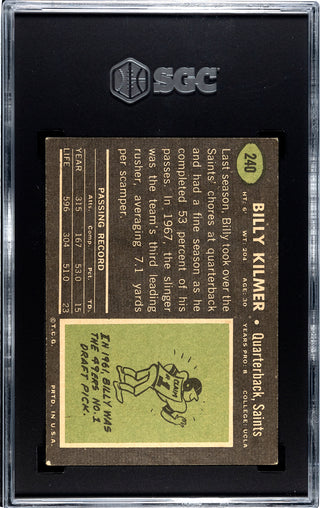 SGC
240
BILLY KILMER • Quarterback, Saints
HT: 6' WT: 204 AGE: 30 YEARS PRO: 8 COLLEGE: UCLA
Last season, Billy took over the
Saints' chores at quarterback
and had a fine season as he
completed 53 percent of his
passes. In 1967, the slinger
was the team's third leading
rusher, averaging 7.1 yards
per scamper.
PASSING RECORD
Atts. Comp. Pct. TD.
YEAR 315 167 53.0 15
LIFE 596 304 51.0 23
IN 1961, BILLY WAS
THE 49ERS NO. 1
DRAFT PICK.
© T.C.G. PRTD. IN U.S.A.